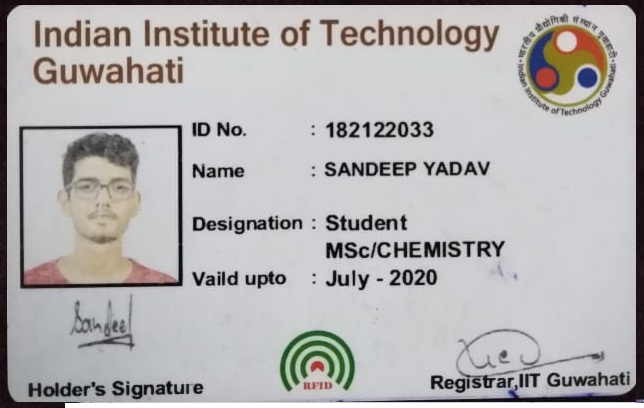 Indian Institute of Technology
Guwahati
भारतीय प्रौद्योगिकी संस्थान गुवाहाटी
Indian Institute of Technology Guwahati
ID No. : 182122033
Name : SANDEEP YADAV
Designation : Student
MSc/CHEMISTRY
Vaild upto : July - 2020
Sandeep
RFID
Holder's Signature
Registrar,IIT Guwahati